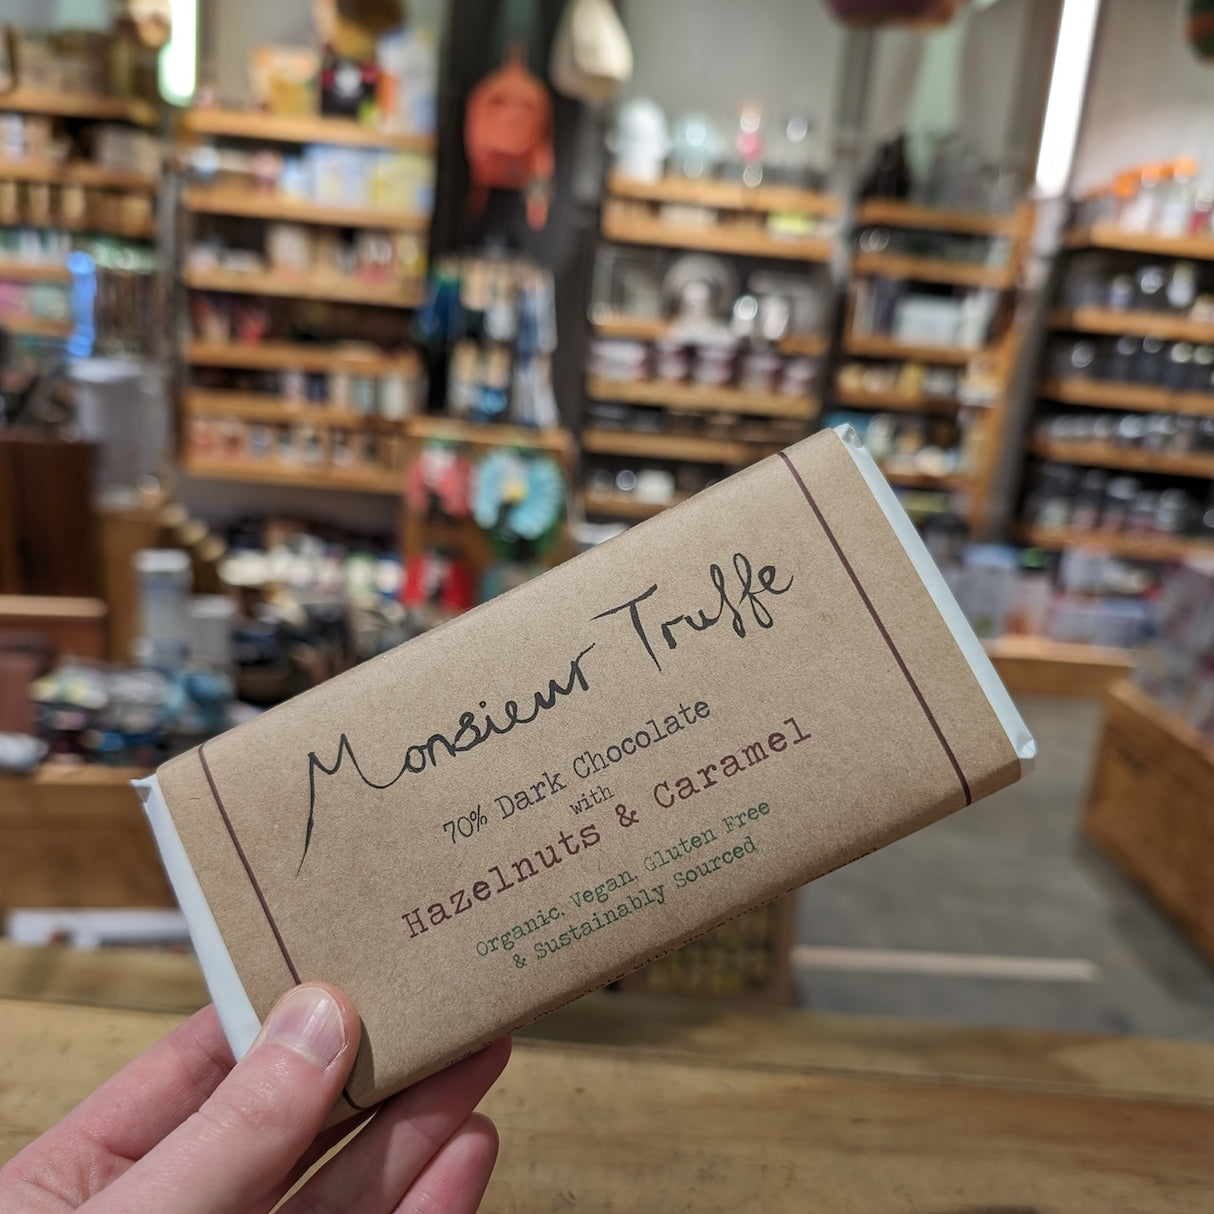 Monsieur Truffe
70% Dark Chocolate
with
Hazelnuts & Caramel
Organic, Vegan, Gluten Free
& Sustainably Sourced